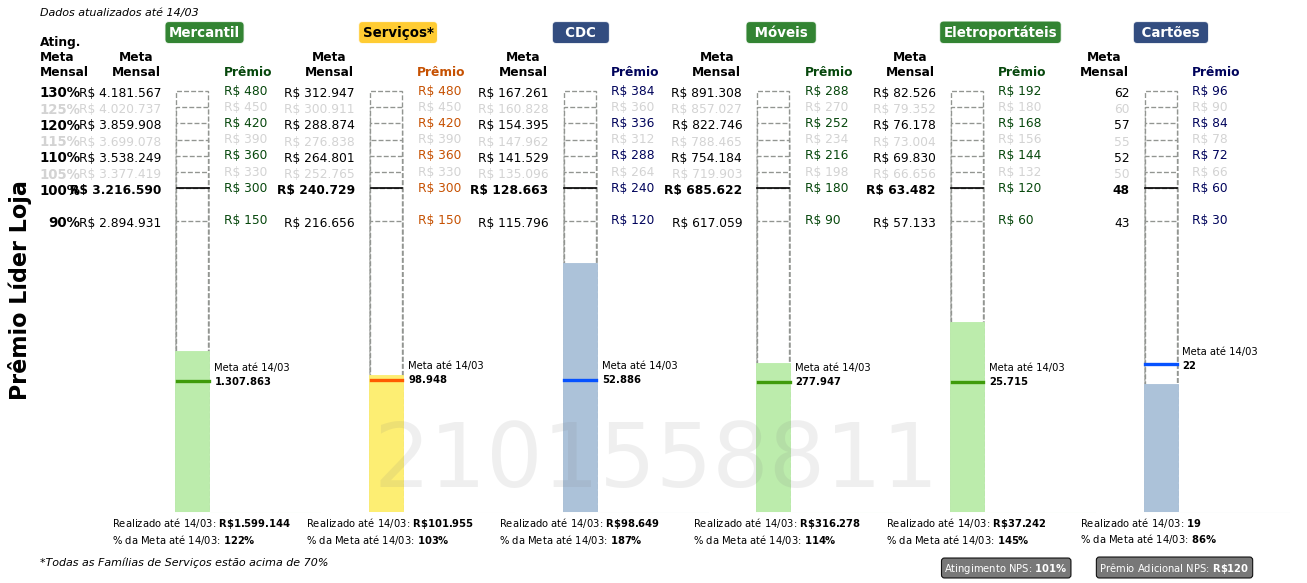 Dados atualizados até 14/03
Mercantil Serviços* CDC Móveis Eletroportáteis Cartões
Ating.
Meta Meta Meta Meta Meta Meta Meta
Mensal Mensal Prêmio Mensal Prêmio Mensal Prêmio Mensal Prêmio Mensal Prêmio Mensal Prêmio
130% R$ 4.181.567 R$ 480 R$ 312.947 R$ 480 R$ 167.261 R$ 384 R$ 891.308 R$ 288 R$ 82.526 R$ 192 62 R$ 96
125% R$ 4.020.737 R$ 450 R$ 300.911 R$ 450 R$ 160.828 R$ 360 R$ 857.027 R$ 270 R$ 79.352 R$ 180 60 R$ 90
120% R$ 3.859.908 R$ 420 R$ 288.874 R$ 420 R$ 154.395 R$ 336 R$ 822.746 R$ 252 R$ 76.178 R$ 168 57 R$ 84
115% R$ 3.699.078 R$ 390 R$ 276.838 R$ 390 R$ 147.962 R$ 312 R$ 788.465 R$ 234 R$ 73.004 R$ 156 55 R$ 78
110% R$ 3.538.249 R$ 360 R$ 264.801 R$ 360 R$ 141.529 R$ 288 R$ 754.184 R$ 216 R$ 69.830 R$ 144 52 R$ 72
105% R$ 3.377.419 R$ 330 R$ 252.765 R$ 330 R$ 135.096 R$ 264 R$ 719.903 R$ 198 R$ 66.656 R$ 132 50 R$ 66
100% R$ 3.216.590 R$ 300 R$ 240.729 R$ 300 R$ 128.663 R$ 240 R$ 685.622 R$ 180 R$ 63.482 R$ 120 48 R$ 60
90% R$ 2.894.931 R$ 150 R$ 216.656 R$ 150 R$ 115.796 R$ 120 R$ 617.059 R$ 90 R$ 57.133 R$ 60 43 R$ 30
Prêmio Líder Loja
Meta até 14/03 Meta até 14/03 Meta até 14/03 Meta até 14/03 Meta até 14/03 Meta até 14/03
1.307.863 98.948 52.886 277.947 25.715 22
2101558811
Realizado até 14/03: R$1.599.144 Realizado até 14/03: R$101.955 Realizado até 14/03: R$98.649 Realizado até 14/03: R$316.278 Realizado até 14/03: R$37.242 Realizado até 14/03: 19
% da Meta até 14/03: 122% % da Meta até 14/03: 103% % da Meta até 14/03: 187% % da Meta até 14/03: 114% % da Meta até 14/03: 145% % da Meta até 14/03: 86%
*Todas as Famílias de Serviços estão acima de 70% Atingimento NPS: 101% Prêmio Adicional NPS: R$120